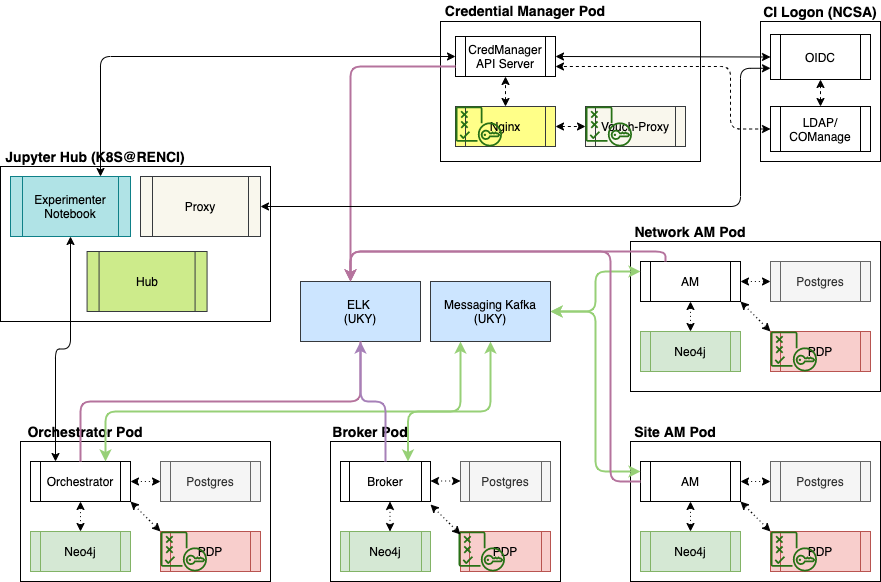 Credential Manager Pod
CI Logon (NCSA)
CredManager
API Server
OIDC
Nginx
Vouch-Proxy
LDAP/
COManage
Jupyter Hub (K8S@RENCI)
Experimenter
Notebook
Proxy
Hub
Network AM Pod
AM
Postgres
Neo4j
PDP
ELK
(UKY)
Messaging Kafka
(UKY)
Orchestrator Pod
Orchestrator
Postgres
Neo4j
PDP
Broker Pod
Broker
Postgres
Neo4j
PDP
Site AM Pod
AM
Postgres
Neo4j
PDP